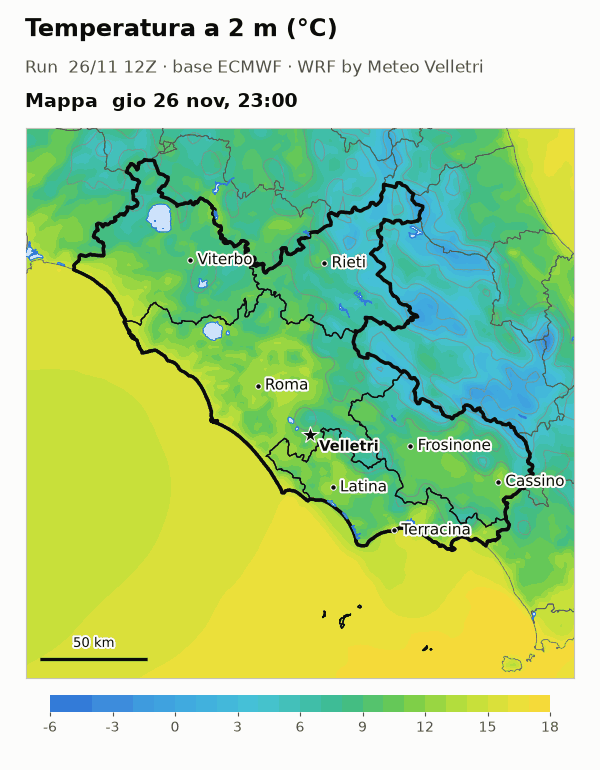 Temperatura a 2 m (°C)
Run 26/11 12Z · base ECMWF · WRF by Meteo Velletri
Mappa gio 26 nov, 23:00
Viterbo
Rieti
Roma
Velletri
Frosinone
Latina
Cassino
Terracina
50 km
-6 -3 0 3 6 9 12 15 18